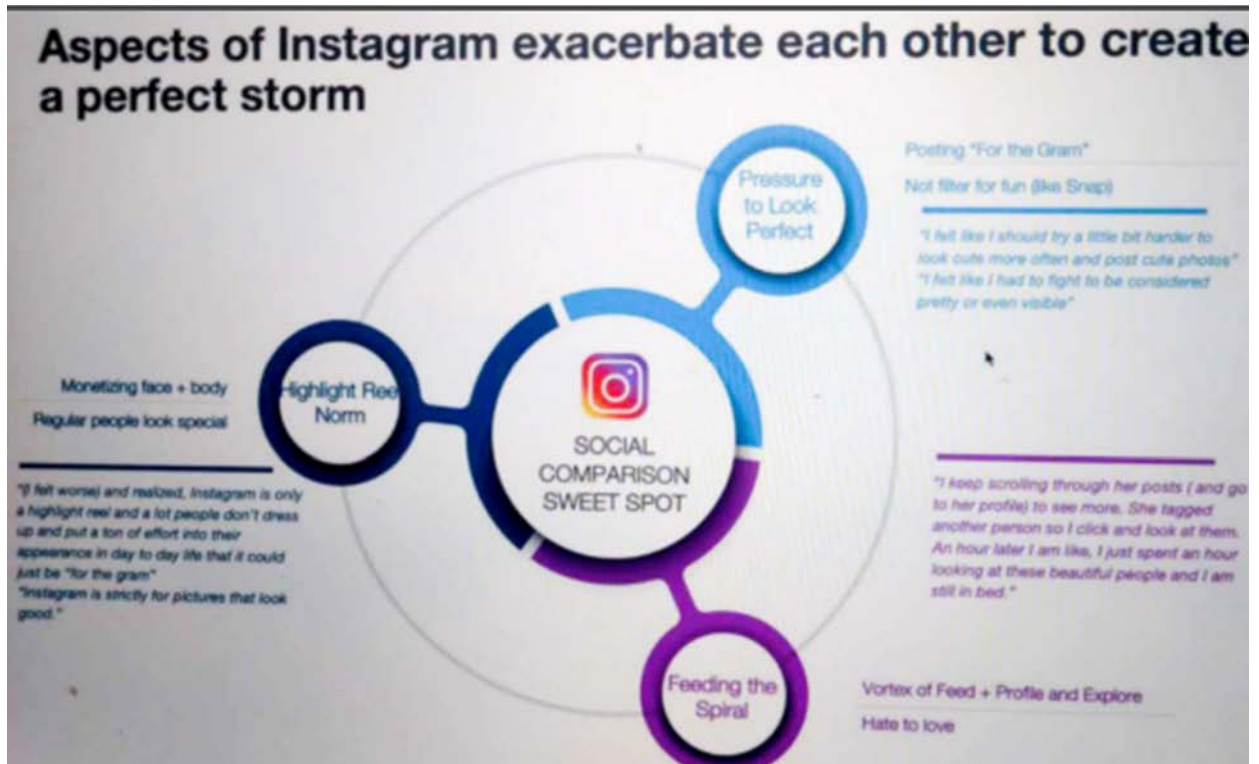 Aspects of Instagram exacerbate each other to create
a perfect storm
Pressure
to Look
Perfect
Posting "For the Gram"
Not filter for fun (like Snap)
"I felt like I should try a little bit harder to
look cute more often and post cute photos"
"I felt like I had to fight to be considered
pretty or even visible"
Highlight Reel
Norm
Monetizing face + body
Regular people look special
"(I felt worse) and realized, Instagram is only
a highlight reel and a lot people don't dress
up and put a ton of effort into their
appearance in day to day life that it could
just be "for the gram"
"Instagram is strictly for pictures that look
good."
SOCIAL
COMPARISON
SWEET SPOT
"I keep scrolling through her posts ( and go
to her profile) to see more. She tagged
another person so I click and look at them.
An hour later I am like, I just spent an hour
looking at these beautiful people and I am
still in bed."
Feeding the
Spiral
Vortex of Feed + Profile and Explore
Hate to love